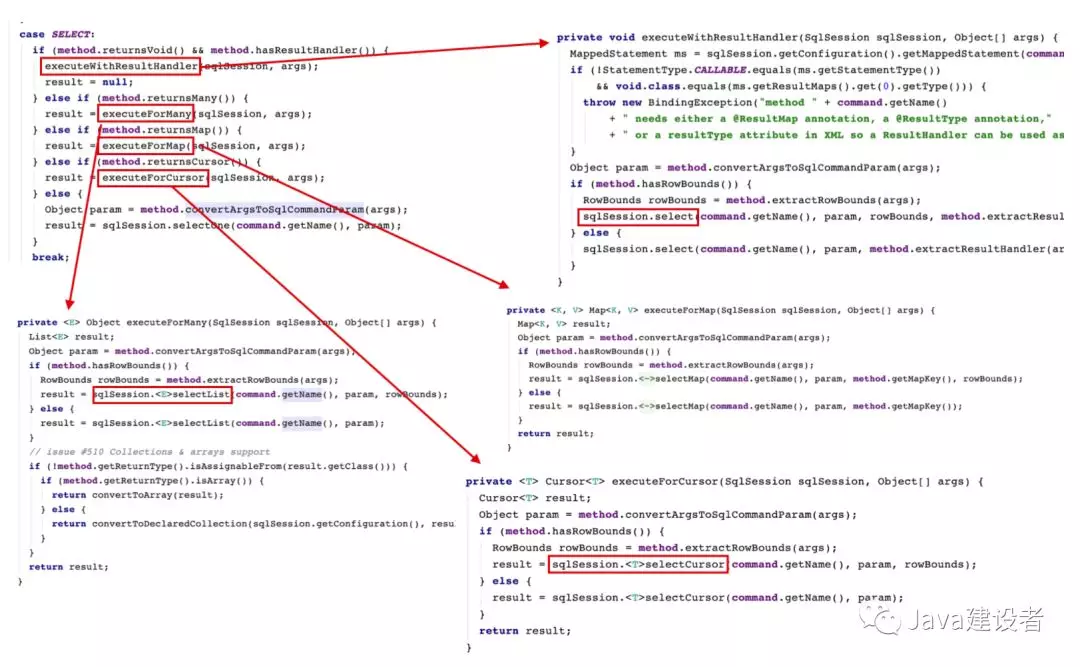 case SELECT:
if (method.returnsVoid() && method.hasResultHandler()) {
executeWithResultHandler(sqlSession, args);
result = null;
} else if (method.returnsMany()) {
result = executeForMany(sqlSession, args);
} else if (method.returnsMap()) {
result = executeForMap(sqlSession, args);
} else if (method.returnsCursor()) {
result = executeForCursor(sqlSession, args);
} else {
Object param = method.convertArgsToSqlCommandParam(args);
result = sqlSession.selectOne(command.getName(), param);
}
break;
private void executeWithResultHandler(SqlSession sqlSession, Object[] args) {
MappedStatement ms = sqlSession.getConfiguration().getMappedStatement(comman
if (!StatementType.CALLABLE.equals(ms.getStatementType())
&& void.class.equals(ms.getResultMaps().get(0).getType())) {
throw new BindingException("method " + command.getName()
+ " needs either a @ResultMap annotation, a @ResultType annotation,"
+ " or a resultType attribute in XML so a ResultHandler can be used as
}
Object param = method.convertArgsToSqlCommandParam(args);
if (method.hasRowBounds()) {
RowBounds rowBounds = method.extractRowBounds(args);
sqlSession.select(command.getName(), param, rowBounds, method.extractResul
} else {
sqlSession.select(command.getName(), param, method.extractResultHandler(ar
}
}
private <E> Object executeForMany(SqlSession sqlSession, Object[] args) {
List<E> result;
Object param = method.convertArgsToSqlCommandParam(args);
if (method.hasRowBounds()) {
RowBounds rowBounds = method.extractRowBounds(args);
result = sqlSession.<E>selectList(command.getName(), param, rowBounds);
} else {
result = sqlSession.<E>selectList(command.getName(), param);
}
// issue #510 Collections & arrays support
if (!method.getReturnType().isAssignableFrom(result.getClass())) {
if (method.getReturnType().isArray()) {
return convertToArray(result);
} else {
return convertToDeclaredCollection(sqlSession.getConfiguration(), resu
}
}
return result;
}
private <K, V> Map<K, V> executeForMap(SqlSession sqlSession, Object[] args) {
Map<K, V> result;
Object param = method.convertArgsToSqlCommandParam(args);
if (method.hasRowBounds()) {
RowBounds rowBounds = method.extractRowBounds(args);
result = sqlSession.<~>selectMap(command.getName(), param, method.getMapKey(), rowBounds);
} else {
result = sqlSession.<~>selectMap(command.getName(), param, method.getMapKey());
}
return result;
}
private <T> Cursor<T> executeForCursor(SqlSession sqlSession, Object[] args) {
Cursor<T> result;
Object param = method.convertArgsToSqlCommandParam(args);
if (method.hasRowBounds()) {
RowBounds rowBounds = method.extractRowBounds(args);
result = sqlSession.<T>selectCursor(command.getName(), param, rowBounds);
} else {
result = sqlSession.<T>selectCursor(command.getName(), param);
}
return result;
}
Java建设者